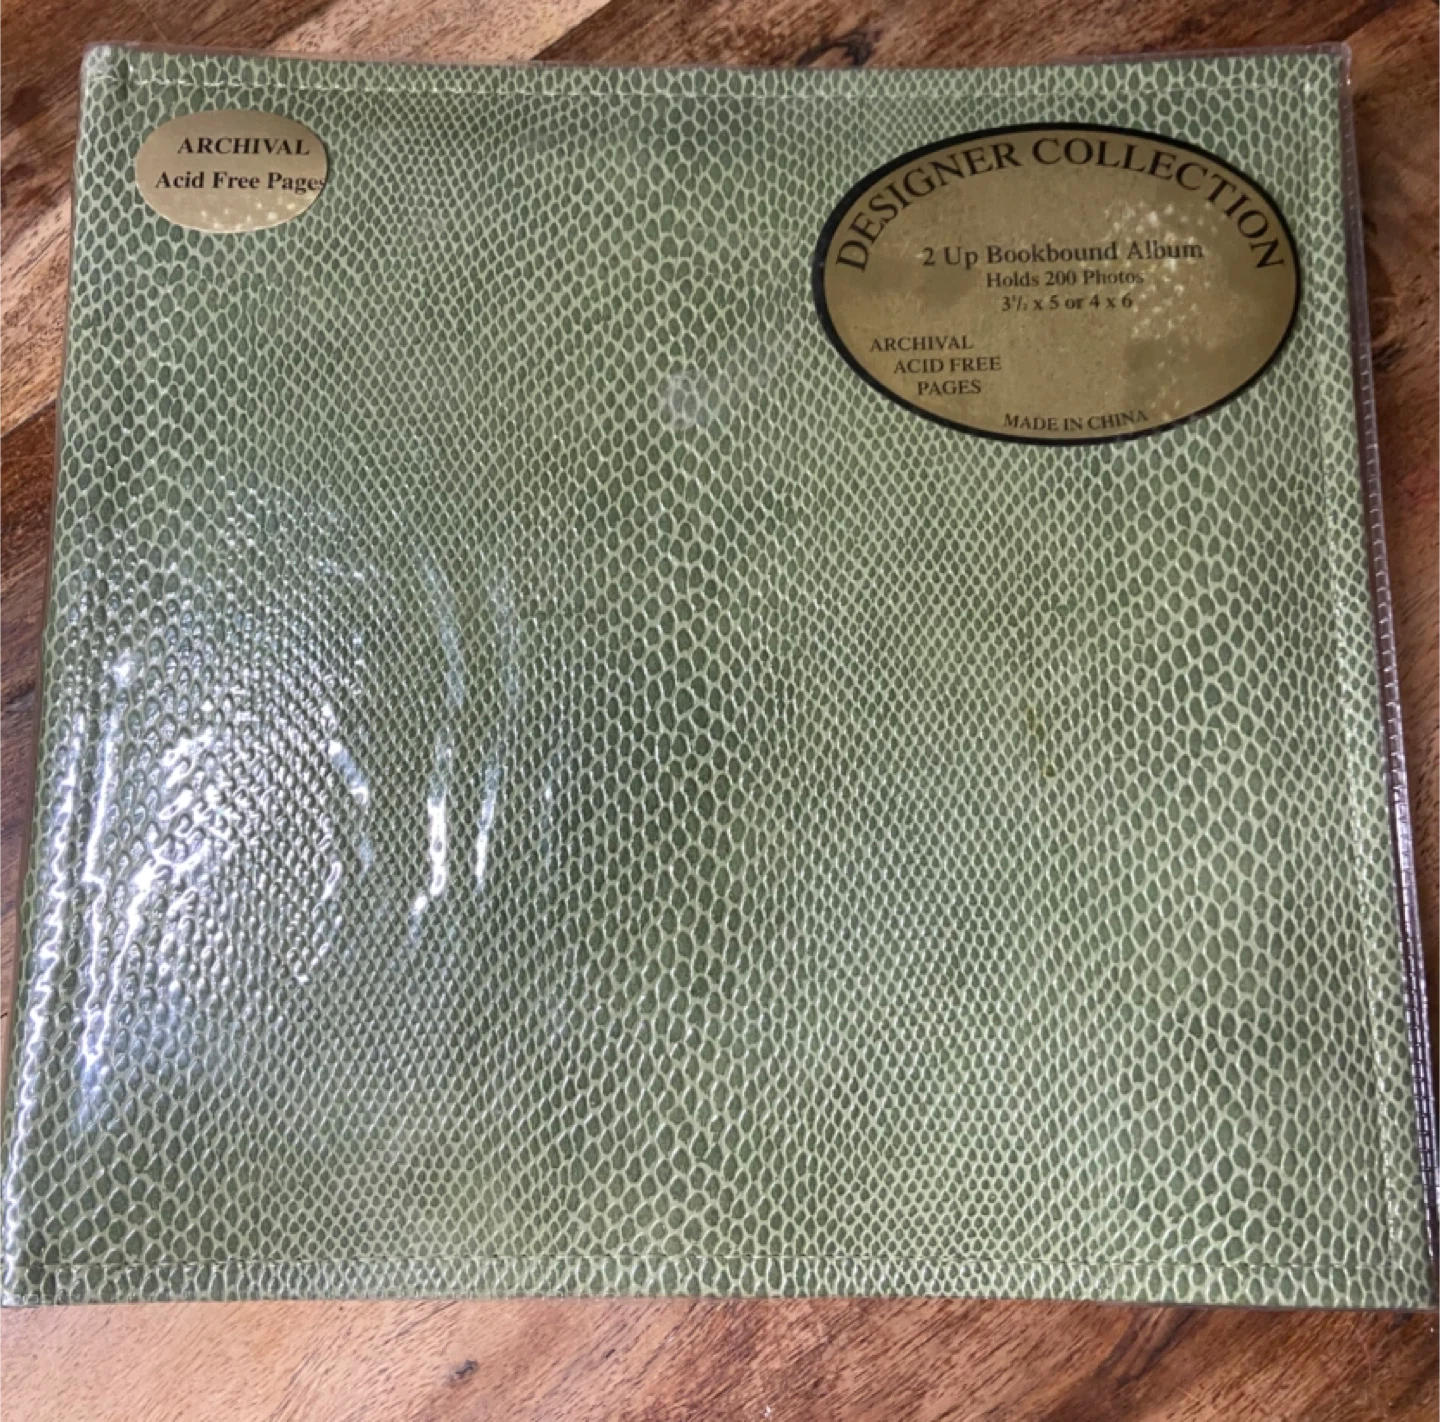 ARCHIVAL
Acid Free Pages
DESIGNER COLLECTION
2 Up Bookbound Album
Holds 200 Photos
3½ x 5 or 4 x 6
ARCHIVAL
ACID FREE
PAGES
MADE IN CHINA